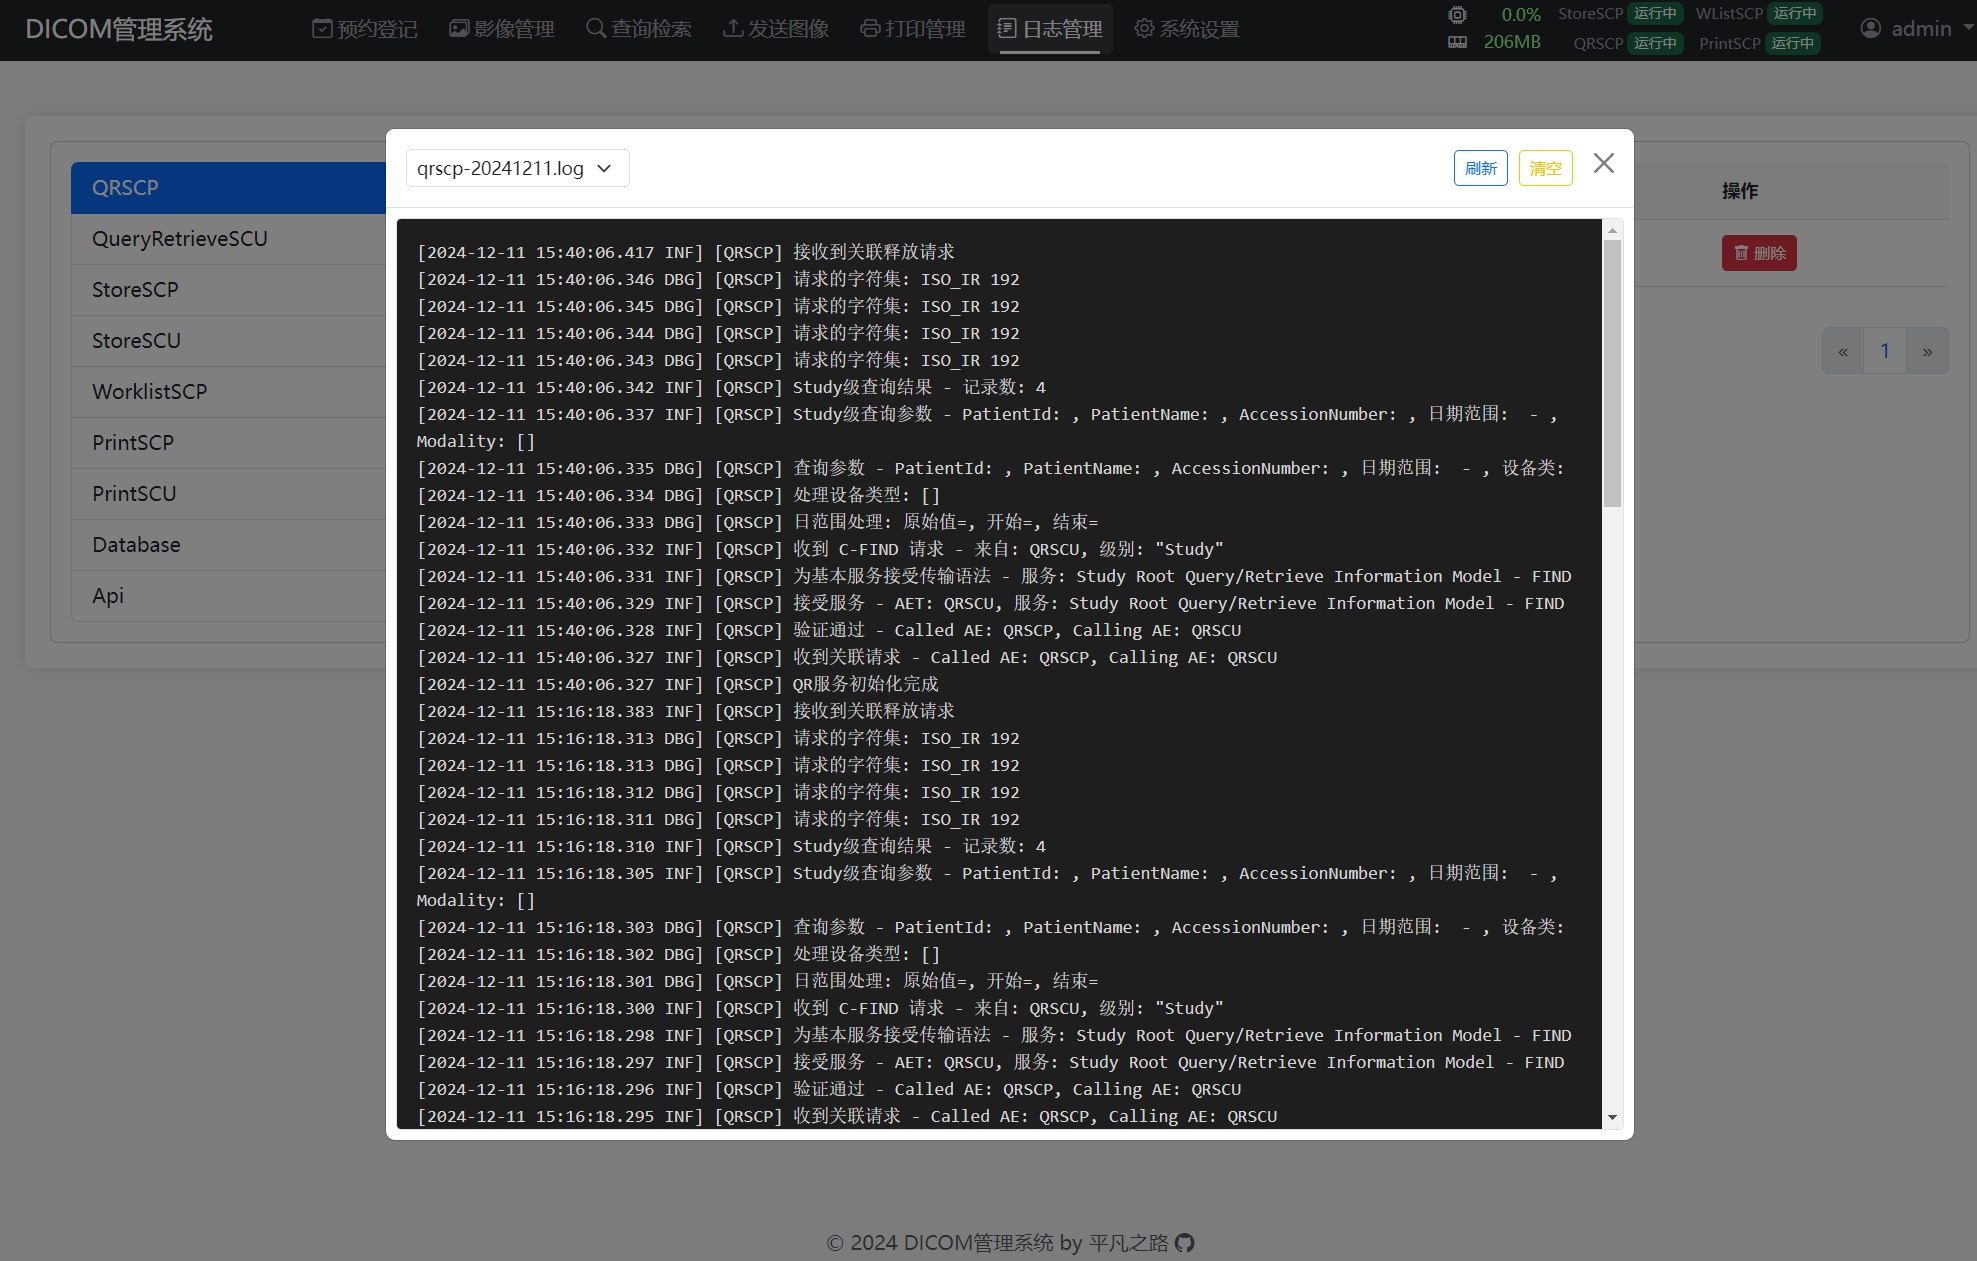 DICOM管理系统
预约登记
影像管理
查询检索
发送图像
打印管理
日志管理
系统设置
0.0%
206MB
StoreSCP 运行中
WListSCP 运行中
QRSCP 运行中
PrintSCP 运行中
admin
QRSCP
QueryRetrieveSCU
StoreSCP
StoreSCU
WorklistSCP
PrintSCP
PrintSCU
Database
Api
qrscp-20241211.log
刷新
清空
[2024-12-11 15:40:06.417 INF] [QRSCP] 接收到关联释放请求
[2024-12-11 15:40:06.346 DBG] [QRSCP] 请求的字符集: ISO_IR 192
[2024-12-11 15:40:06.345 DBG] [QRSCP] 请求的字符集: ISO_IR 192
[2024-12-11 15:40:06.344 DBG] [QRSCP] 请求的字符集: ISO_IR 192
[2024-12-11 15:40:06.343 DBG] [QRSCP] 请求的字符集: ISO_IR 192
[2024-12-11 15:40:06.342 INF] [QRSCP] Study级查询结果 - 记录数: 4
[2024-12-11 15:40:06.337 INF] [QRSCP] Study级查询参数 - PatientId: , PatientName: , AccessionNumber: , 日期范围:  - ,
Modality: []
[2024-12-11 15:40:06.335 DBG] [QRSCP] 查询参数 - PatientId: , PatientName: , AccessionNumber: , 日期范围:  - , 设备类:
[2024-12-11 15:40:06.334 DBG] [QRSCP] 处理设备类型: []
[2024-12-11 15:40:06.333 DBG] [QRSCP] 日范围处理: 原始值=, 开始=, 结束=
[2024-12-11 15:40:06.332 INF] [QRSCP] 收到 C-FIND 请求 - 来自: QRSCU, 级别: "Study"
[2024-12-11 15:40:06.331 INF] [QRSCP] 为基本服务接受传输语法 - 服务: Study Root Query/Retrieve Information Model - FIND
[2024-12-11 15:40:06.329 INF] [QRSCP] 接受服务 - AET: QRSCU, 服务: Study Root Query/Retrieve Information Model - FIND
[2024-12-11 15:40:06.328 INF] [QRSCP] 验证通过 - Called AE: QRSCP, Calling AE: QRSCU
[2024-12-11 15:40:06.327 INF] [QRSCP] 收到关联请求 - Called AE: QRSCP, Calling AE: QRSCU
[2024-12-11 15:40:06.327 INF] [QRSCP] QR服务初始化完成
[2024-12-11 15:16:18.383 INF] [QRSCP] 接收到关联释放请求
[2024-12-11 15:16:18.313 DBG] [QRSCP] 请求的字符集: ISO_IR 192
[2024-12-11 15:16:18.313 DBG] [QRSCP] 请求的字符集: ISO_IR 192
[2024-12-11 15:16:18.312 DBG] [QRSCP] 请求的字符集: ISO_IR 192
[2024-12-11 15:16:18.311 DBG] [QRSCP] 请求的字符集: ISO_IR 192
[2024-12-11 15:16:18.310 INF] [QRSCP] Study级查询结果 - 记录数: 4
[2024-12-11 15:16:18.305 INF] [QRSCP] Study级查询参数 - PatientId: , PatientName: , AccessionNumber: , 日期范围:  - ,
Modality: []
[2024-12-11 15:16:18.303 DBG] [QRSCP] 查询参数 - PatientId: , PatientName: , AccessionNumber: , 日期范围:  - , 设备类:
[2024-12-11 15:16:18.302 DBG] [QRSCP] 处理设备类型: []
[2024-12-11 15:16:18.301 DBG] [QRSCP] 日范围处理: 原始值=, 开始=, 结束=
[2024-12-11 15:16:18.300 INF] [QRSCP] 收到 C-FIND 请求 - 来自: QRSCU, 级别: "Study"
[2024-12-11 15:16:18.298 INF] [QRSCP] 为基本服务接受传输语法 - 服务: Study Root Query/Retrieve Information Model - FIND
[2024-12-11 15:16:18.297 INF] [QRSCP] 接受服务 - AET: QRSCU, 服务: Study Root Query/Retrieve Information Model - FIND
[2024-12-11 15:16:18.296 INF] [QRSCP] 验证通过 - Called AE: QRSCP, Calling AE: QRSCU
[2024-12-11 15:16:18.295 INF] [QRSCP] 收到关联请求 - Called AE: QRSCP, Calling AE: QRSCU
操作
删除
« 1 »
© 2024 DICOM管理系统 by 平凡之路